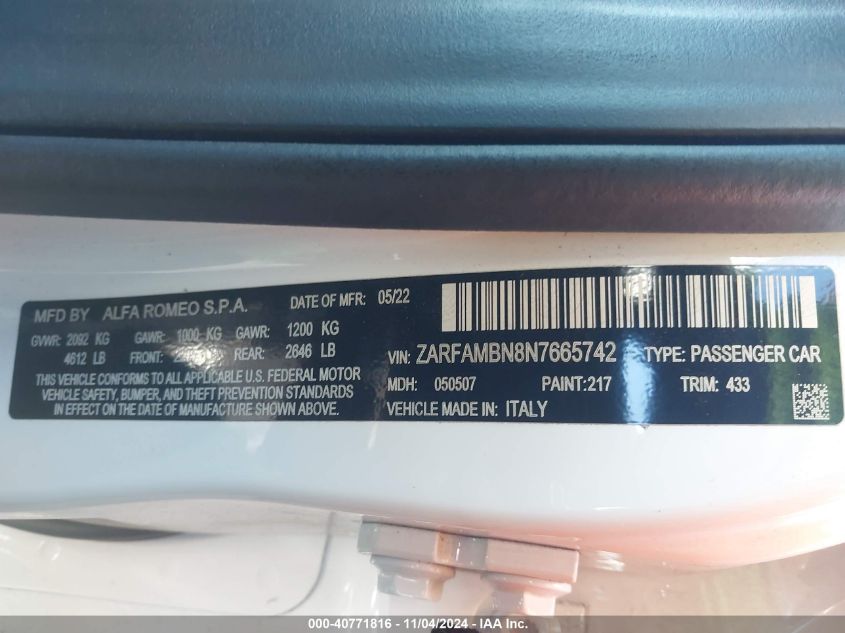 MFD BY ALFA ROMEO S.P.A. DATE OF MFR: 05/22
GVWR: 2092 KG GAWR: 1000 KG GAWR: 1200 KG
4612 LB FRONT: LB REAR: 2646 LB
THIS VEHICLE CONFORMS TO ALL APPLICABLE U.S. FEDERAL MOTOR
VEHICLE SAFETY, BUMPER, AND THEFT PREVENTION STANDARDS
IN EFFECT ON THE DATE OF MANUFACTURE SHOWN ABOVE.
VIN: ZARFAMBN8N7665742 TYPE: PASSENGER CAR
MDH: 050507 PAINT:217 TRIM: 433
VEHICLE MADE IN: ITALY
000-40771816 - 11/04/2024 - IAA Inc.